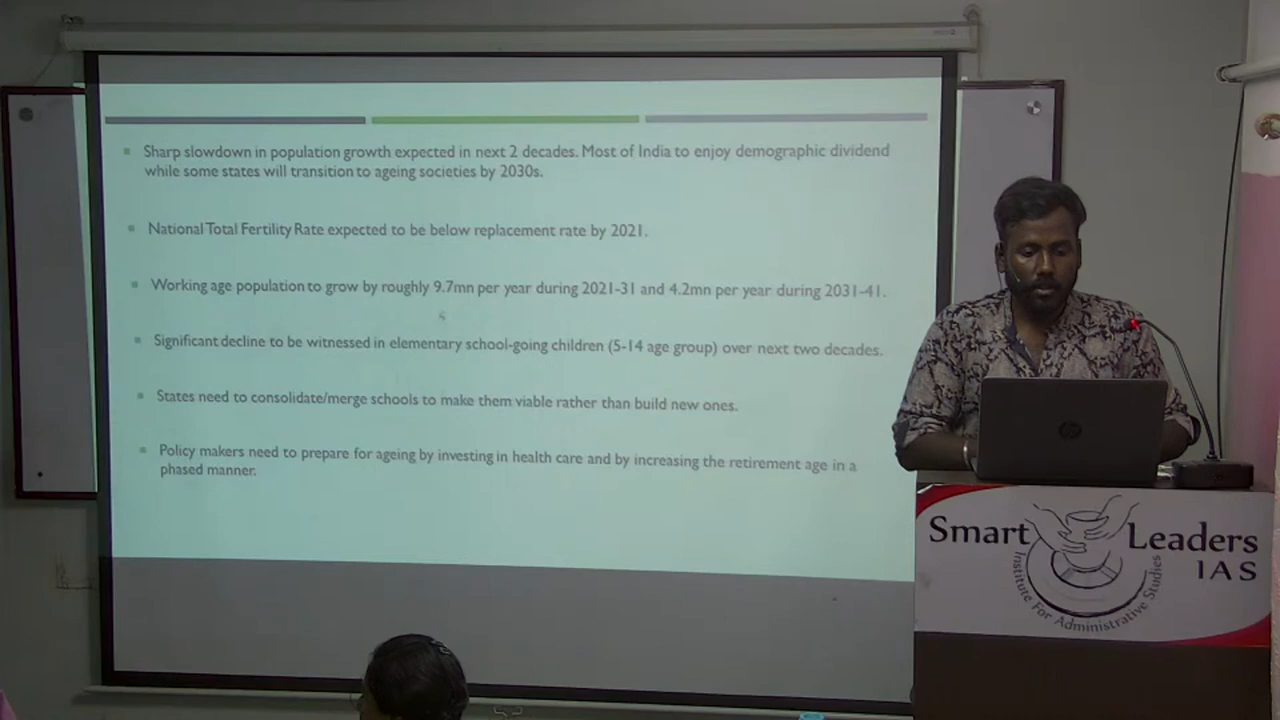 Sharp slowdown in population growth expected in next 2 decades. Most of India to enjoy demographic dividend
while some states will transition to ageing societies by 2030s.
National Total Fertility Rate expected to be below replacement rate by 2021.
Working age population to grow by roughly 9.7mn per year during 2021-31 and 4.2mn per year during 2031-41.
Significant decline to be witnessed in elementary school-going children (5-14 age group) over next two decades.
States need to consolidate/merge schools to make them viable rather than build new ones.
Policy makers need to prepare for ageing by investing in health care and by increasing the retirement age in a
phased manner.
hp
Smart Leaders
IAS
Institute For Administrative Studies